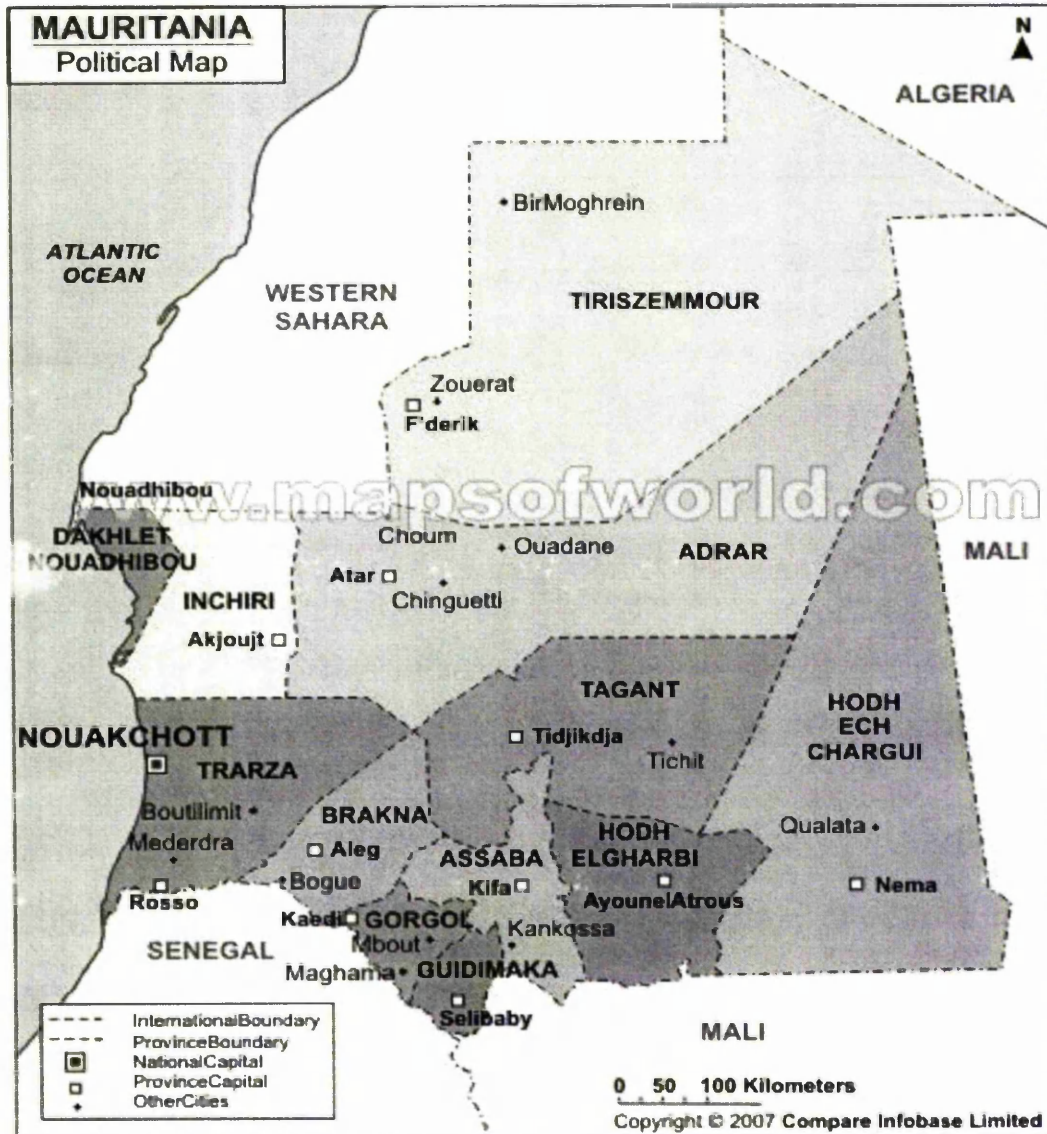 MAURITANIA
Political Map
N
ALGERIA
BirMoghrein
ATLANTIC
OCEAN
WESTERN
SAHARA
TIRISZEMMOUR
Zouerat
F'derik
Nouadhibou
www.mapsofworld.com
DAKHLET
NOUADHIBOU
Choum
Ouadane
ADRAR
MALI
Atar
Chinguetti
INCHIRI
Akjoujt
TAGANT
HODH
ECH
CHARGUI
NOUAKCHOTT
Tidjikdja
Tichit
TRARZA
Boutilimit
BRAKNA
Mederdra
Aleg
HODH
ELGHARBI
Qualata
ASSABA
Bogue
Kifa
AyounelAtrous
Nema
Rosso
Kaedi
GORGOL
Mbout
Kankossa
SENEGAL
Maghama
GUIDIMAKA
Selibaby
MALI
InternationalBoundary
ProvinceBoundary
NationalCapital
ProvinceCapital
OtherCities
0 50 100 Kilometers
Copyright © 2007 Compare Infobase Limited